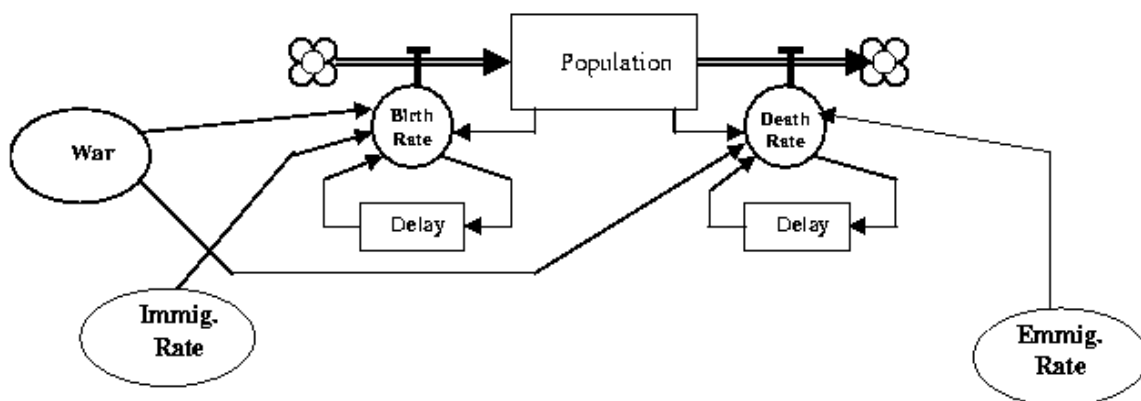 Population
Birth
Rate
Death
Rate
War
Delay
Delay
Immig.
Rate
Emmig.
Rate